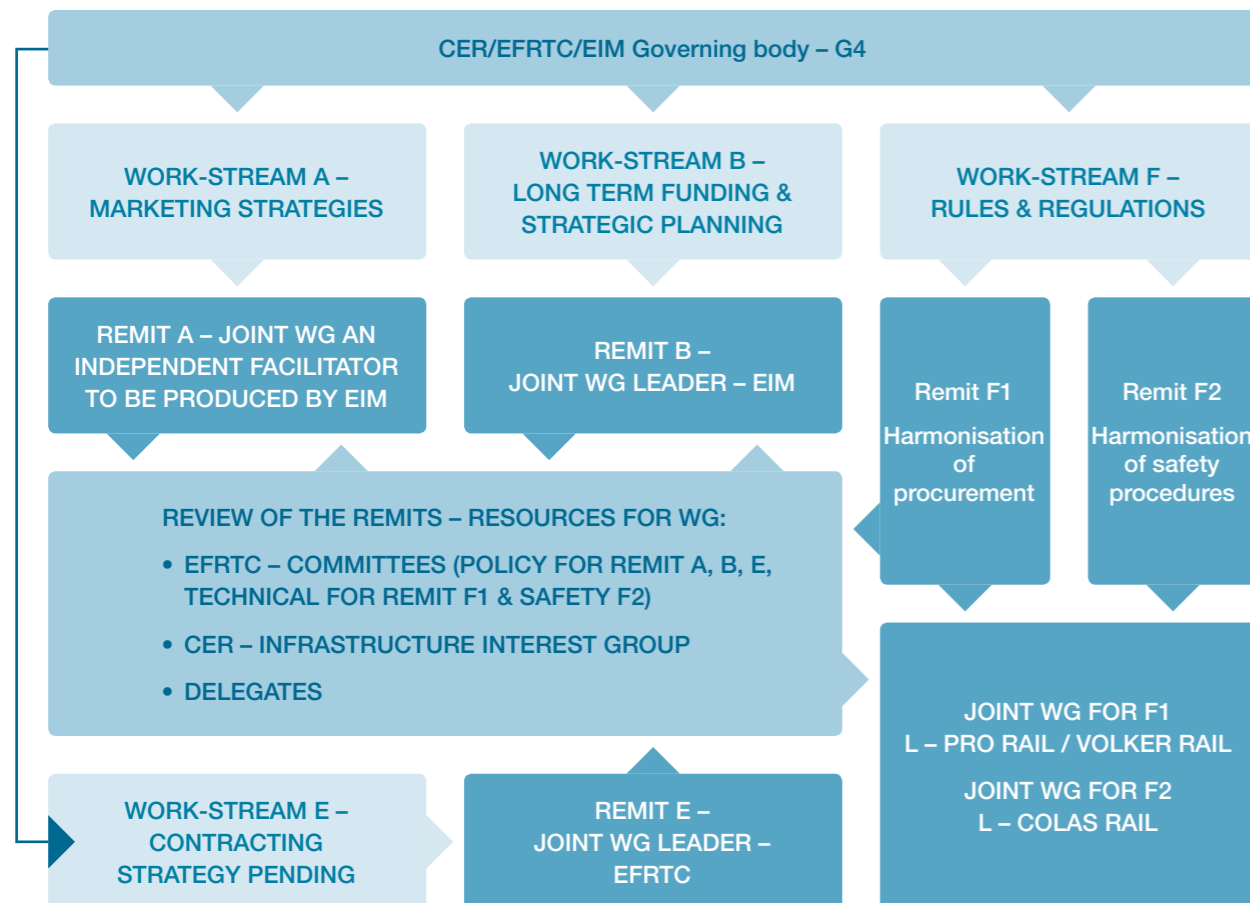 CER/EFRTC/EIM Governing body – G4
WORK-STREAM A –
MARKETING STRATEGIES
WORK-STREAM B –
LONG TERM FUNDING &
STRATEGIC PLANNING
WORK-STREAM F –
RULES & REGULATIONS
REMIT A – JOINT WG AN
INDEPENDENT FACILITATOR
TO BE PRODUCED BY EIM
REMIT B –
JOINT WG LEADER – EIM
Remit F1
Harmonisation
of
procurement
Remit F2
Harmonisation
of safety
procedures
REVIEW OF THE REMITS – RESOURCES FOR WG:
• EFRTC – COMMITTEES (POLICY FOR REMIT A, B, E,
TECHNICAL FOR REMIT F1 & SAFETY F2)
• CER – INFRASTRUCTURE INTEREST GROUP
• DELEGATES
JOINT WG FOR F1
L – PRO RAIL / VOLKER RAIL
JOINT WG FOR F2
L – COLAS RAIL
WORK-STREAM E –
CONTRACTING
STRATEGY PENDING
REMIT E –
JOINT WG LEADER –
EFRTC